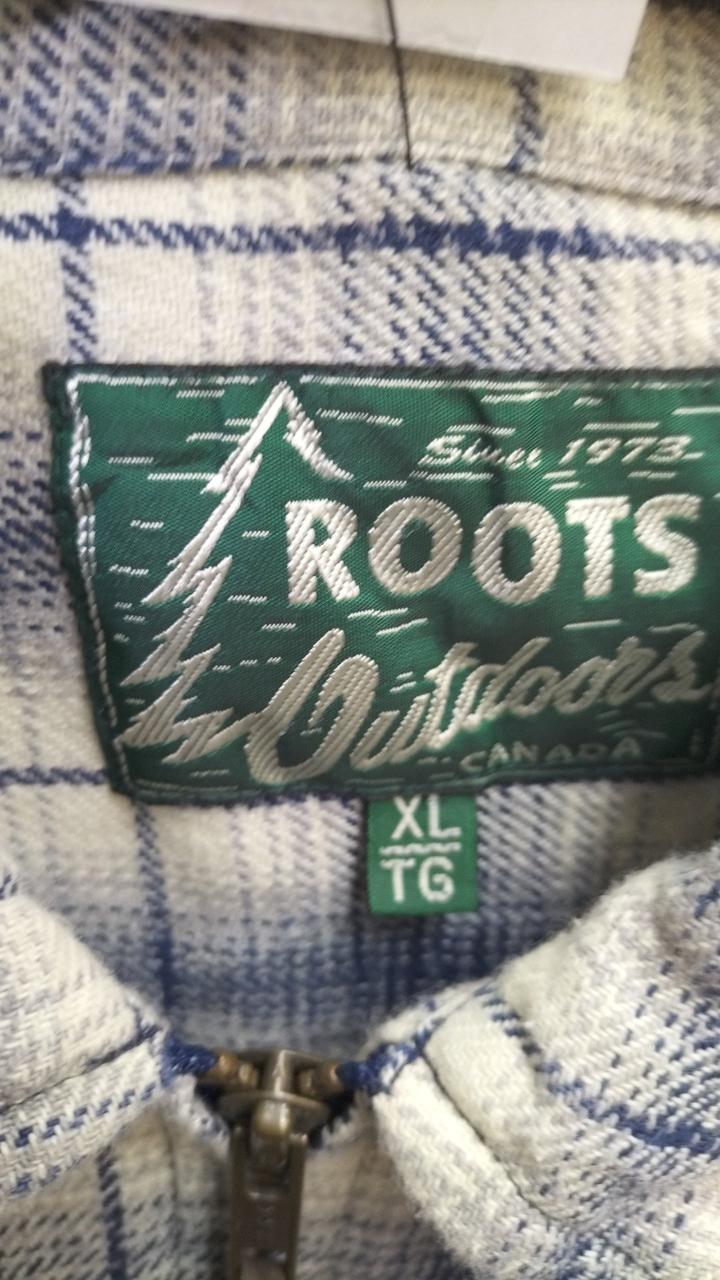 Since 1973
ROOTS
Outdoors
CANADA
XL
TG